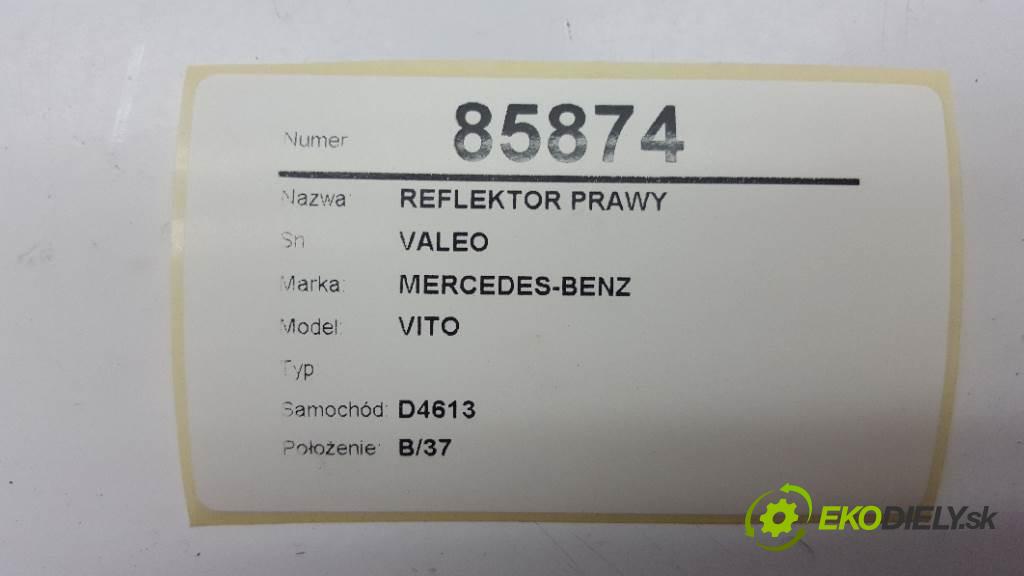 Numer 85874
Nazwa: REFLEKTOR PRAWY
Sn VALEO
Marka: MERCEDES-BENZ
Model: VITO
Typ
Samochód: D4613
Położenie: B/37
EKODIELY.sk